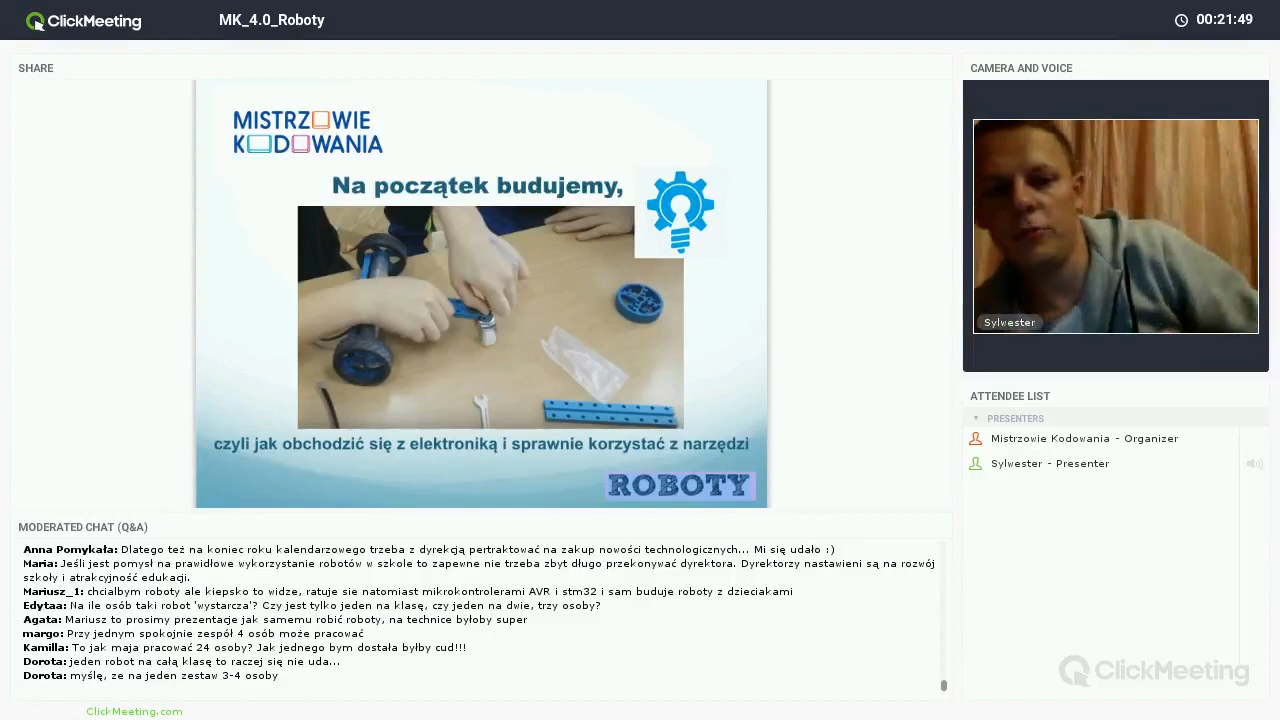 ClickMeeting
MK_4.0_Roboty
00:21:49
SHARE
MISTRZOWIE
KODOWANIA
Na początek budujemy,
czyli jak obchodzić się z elektroniką i sprawnie korzystać z narzędzi
ROBOTY
CAMERA AND VOICE
Sylwester
ATTENDEE LIST
PRESENTERS
Mistrzowie Kodowania - Organizer
Sylwester - Presenter
MODERATED CHAT (Q&A)
Anna Pomykała: Dlatego też na koniec roku kalendarzowego trzeba z dyrekcją pertraktować na zakup nowości technologicznych... Mi się udało :)
Maria: Jeśli jest pomysł na prawidłowe wykorzystanie robotów w szkole to zapewne nie trzeba zbyt długo przekonywać dyrektora. Dyrektorzy nastawieni są na rozwój
szkoły i atrakcyjność edukacji.
Mariusz_1: chcialbym roboty ale kiepsko to widze, ratuje sie natomiast mikrokontrolerami AVR i stm32 i sam buduje roboty z dzieciakami
Edytaa: Na ile osób taki robot 'wystarcza'? Czy jest tylko jeden na klasę, czy jeden na dwie, trzy osoby?
Agata: Mariusz to prosimy prezentacje jak samemu robić roboty, na technice byłoby super
margo: Przy jednym spokojnie zespół 4 osób może pracować
Kamilla: To jak maja pracować 24 osoby? Jak jednego bym dostała byłby cud!!!
Dorota: jeden robot na całą klasę to raczej się nie uda...
Dorota: myślę, ze na jeden zestaw 3-4 osoby
ClickMeeting
ClickMeeting.com